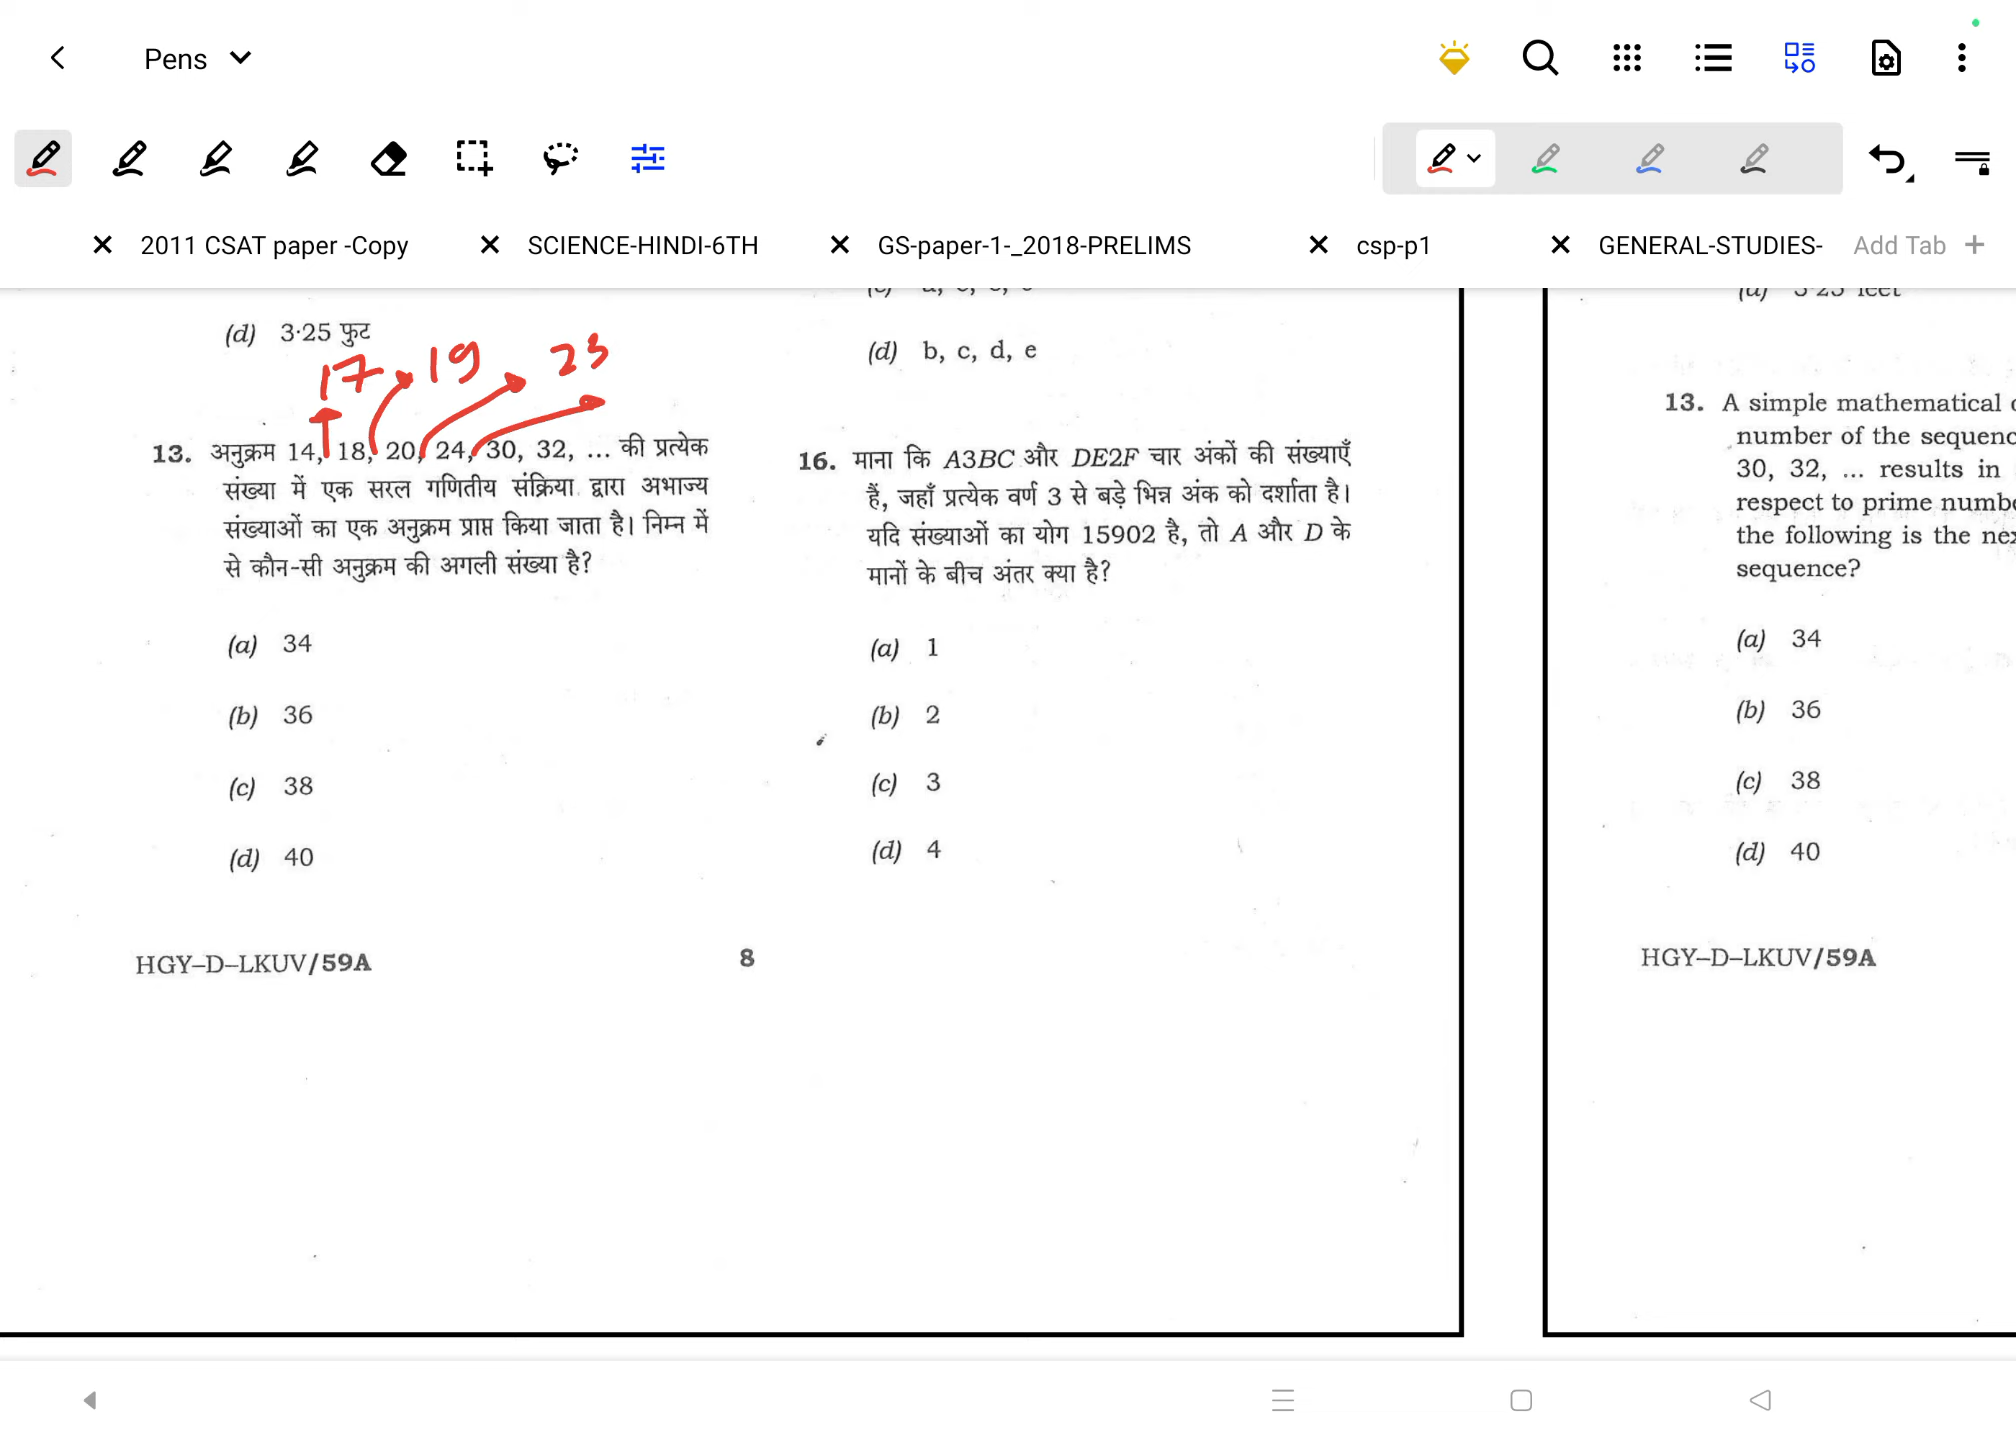 Pens
2011 CSAT paper -Copy
SCIENCE-HINDI-6TH
GS-paper-1-_2018-PRELIMS
csp-p1
GENERAL-STUDIES-
Add Tab +
(d) 3·25 फुट
17 19 23
13. अनुक्रम 14, 18, 20, 24, 30, 32, ... की प्रत्येक
संख्या में एक सरल गणितीय संक्रिया द्वारा अभाज्य
संख्याओं का एक अनुक्रम प्राप्त किया जाता है। निम्न में
से कौन-सी अनुक्रम की अगली संख्या है?
(a) 34
(b) 36
(c) 38
(d) 40
HGY–D–LKUV/59A
8
(d) b, c, d, e
16. माना कि A3BC और DE2F चार अंकों की संख्याएँ
हैं, जहाँ प्रत्येक वर्ण 3 से बड़े भिन्न अंक को दर्शाता है।
यदि संख्याओं का योग 15902 है, तो A और D के
मानों के बीच अंतर क्या है?
(a) 1
(b) 2
(c) 3
(d) 4
(d) 3·25 feet
13. A simple mathematical
number of the sequenc
30, 32, ... results in
respect to prime numb
the following is the ne
sequence?
(a) 34
(b) 36
(c) 38
(d) 40
HGY–D–LKUV/59A